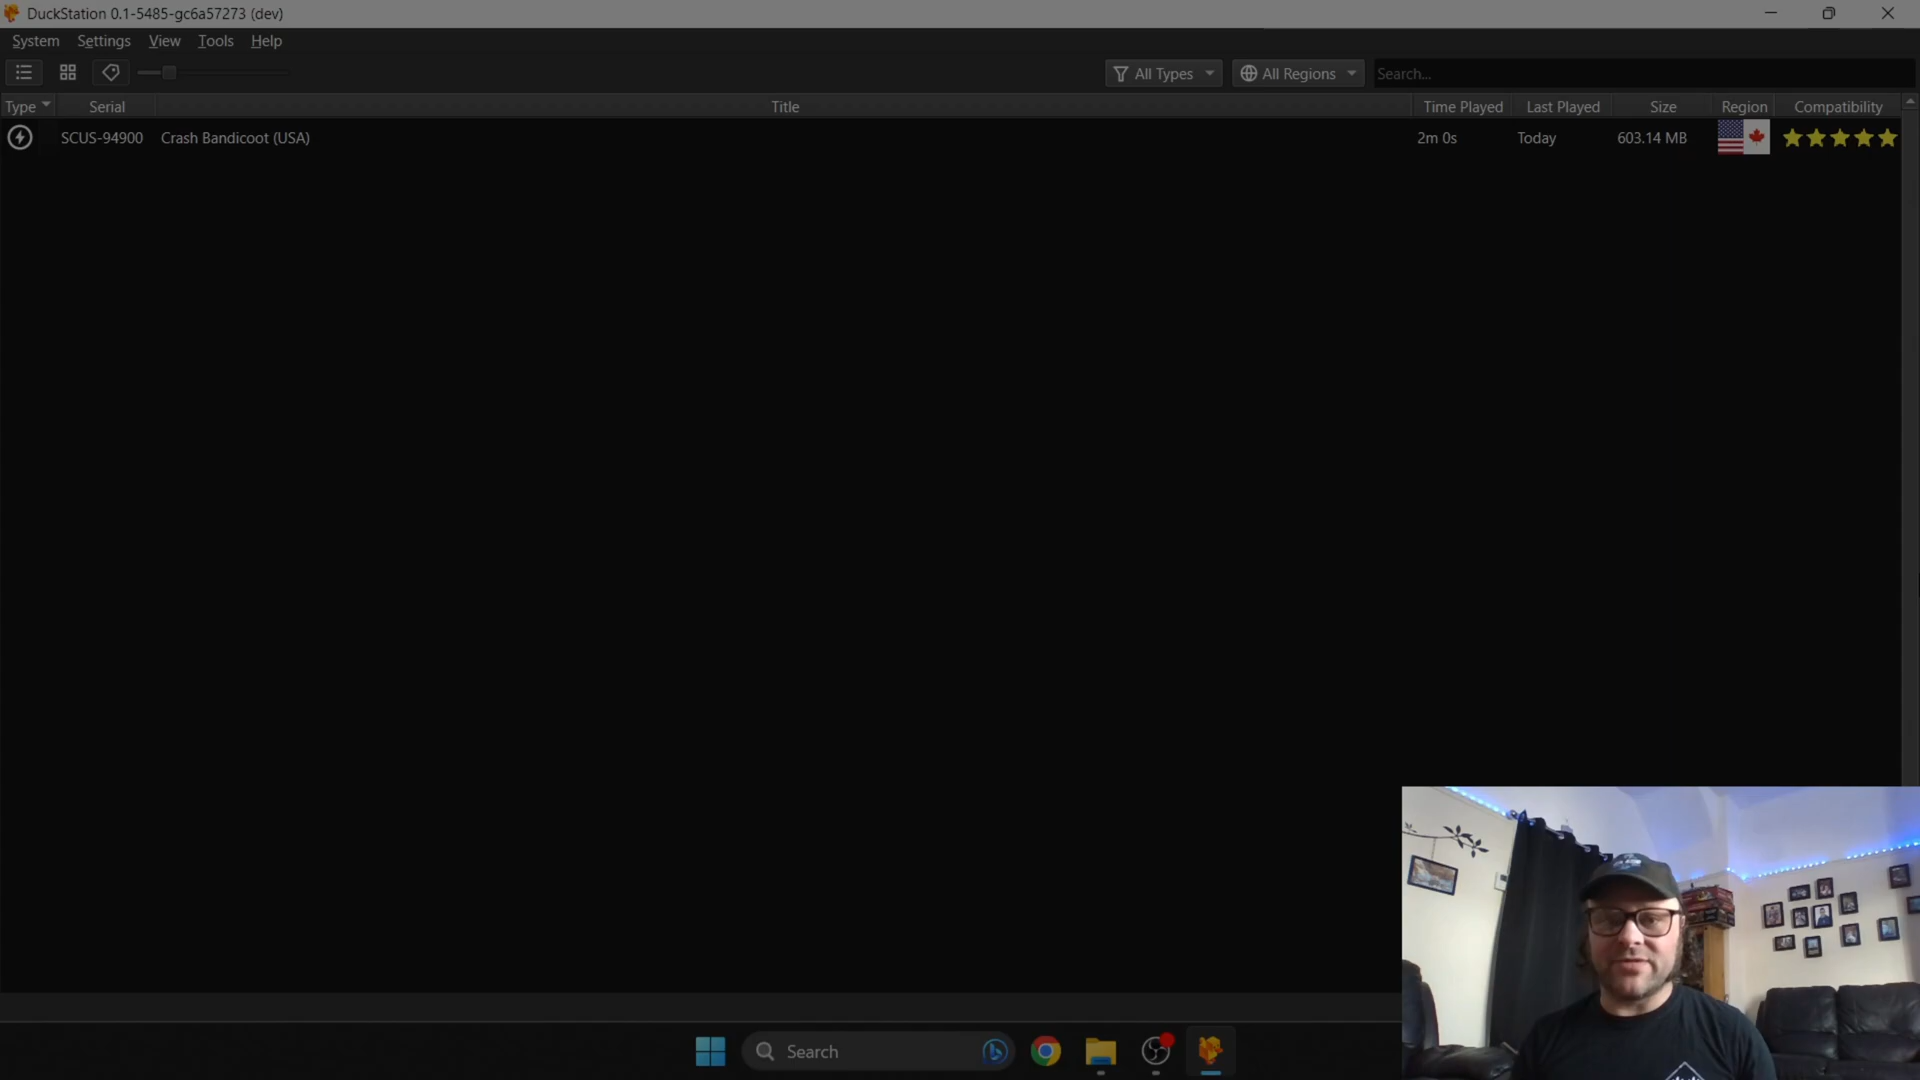 DuckStation 0.1-5485-gc6a57273 (dev)
System Settings View Tools Help
All Types All Regions Search...
Type Serial Title Time Played Last Played Size Region Compatibility
SCUS-94900 Crash Bandicoot (USA) 2m 0s Today 603.14 MB
Search